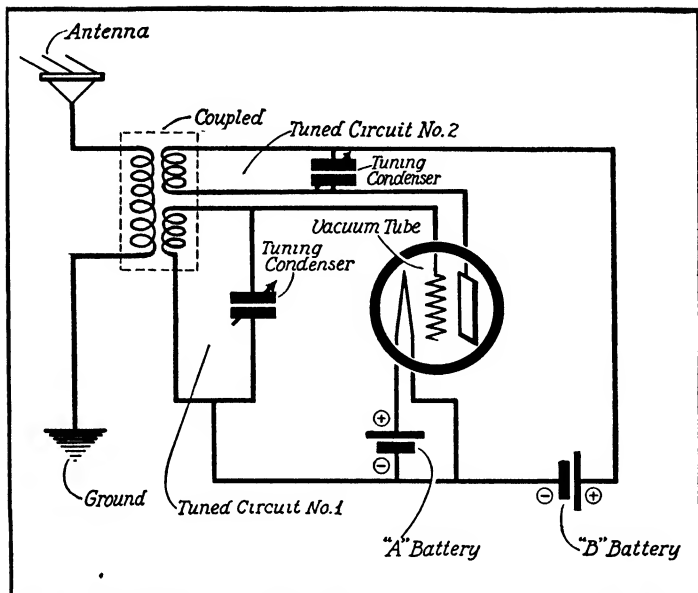 Antenna
Coupled
Tuned Circuit No.2
Tuning
Condenser
Vacuum Tube
Tuning
Condenser
+
-
Ground
Tuned Circuit No.1
"A" Battery
- +
"B" Battery